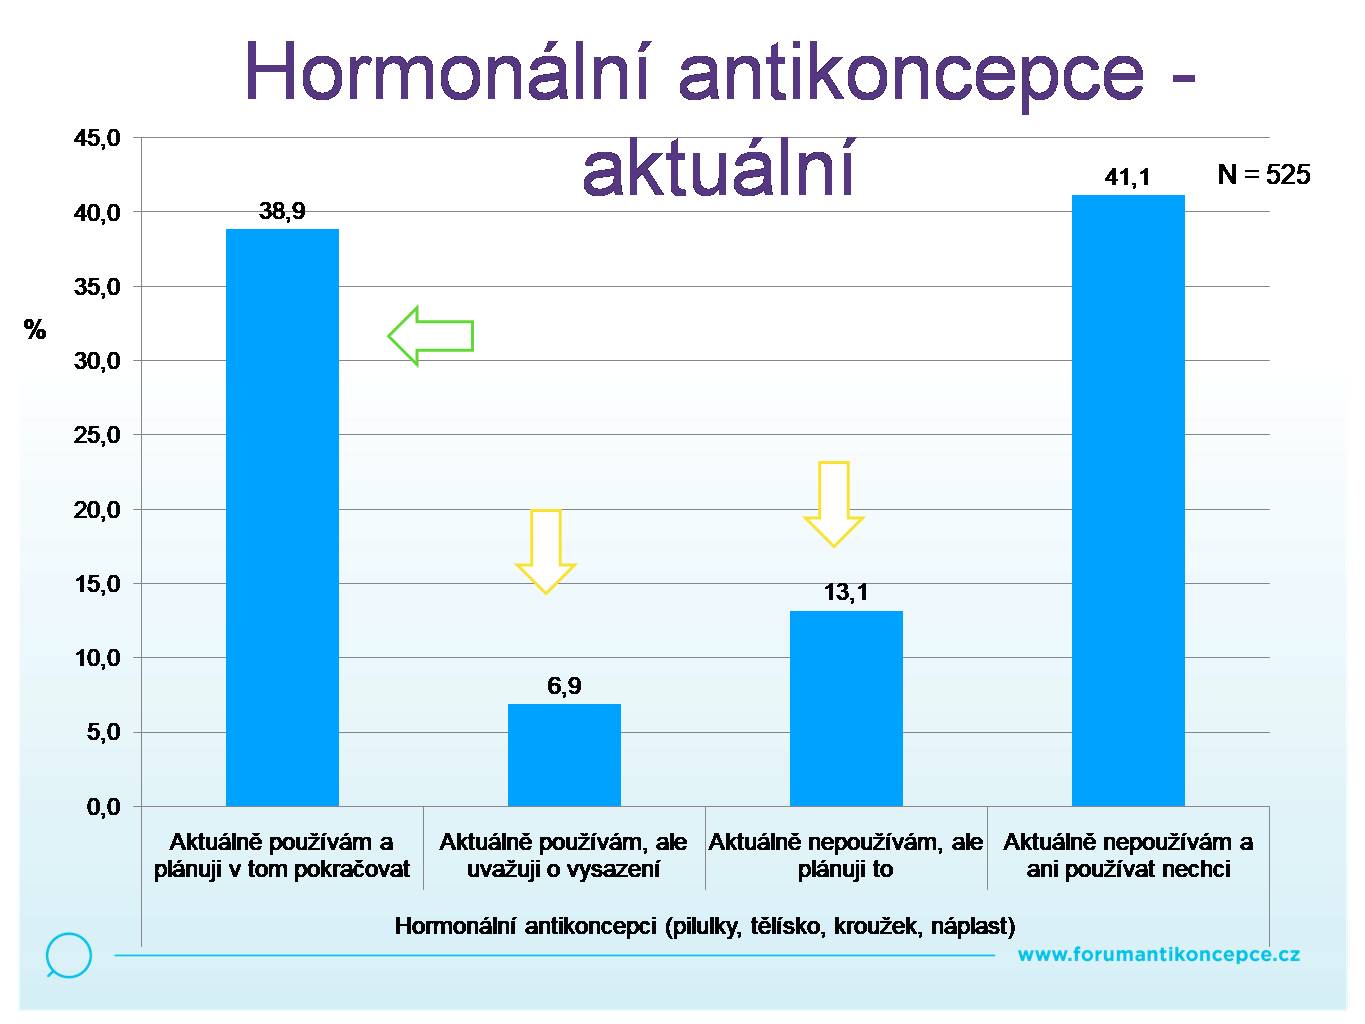 Hormonální antikoncepce -
aktuální
N = 525
%
45,0
40,0
35,0
30,0
25,0
20,0
15,0
10,0
5,0
0,0
38,9
6,9
13,1
41,1
Aktuálně používám a
plánuji v tom pokračovat
Aktuálně používám, ale
uvažuji o vysazení
Aktuálně nepoužívám, ale
plánuji to
Aktuálně nepoužívám a
ani používat nechci
Hormonální antikoncepci (pilulky, tělísko, kroužek, náplast)
www.forumantikoncepce.cz